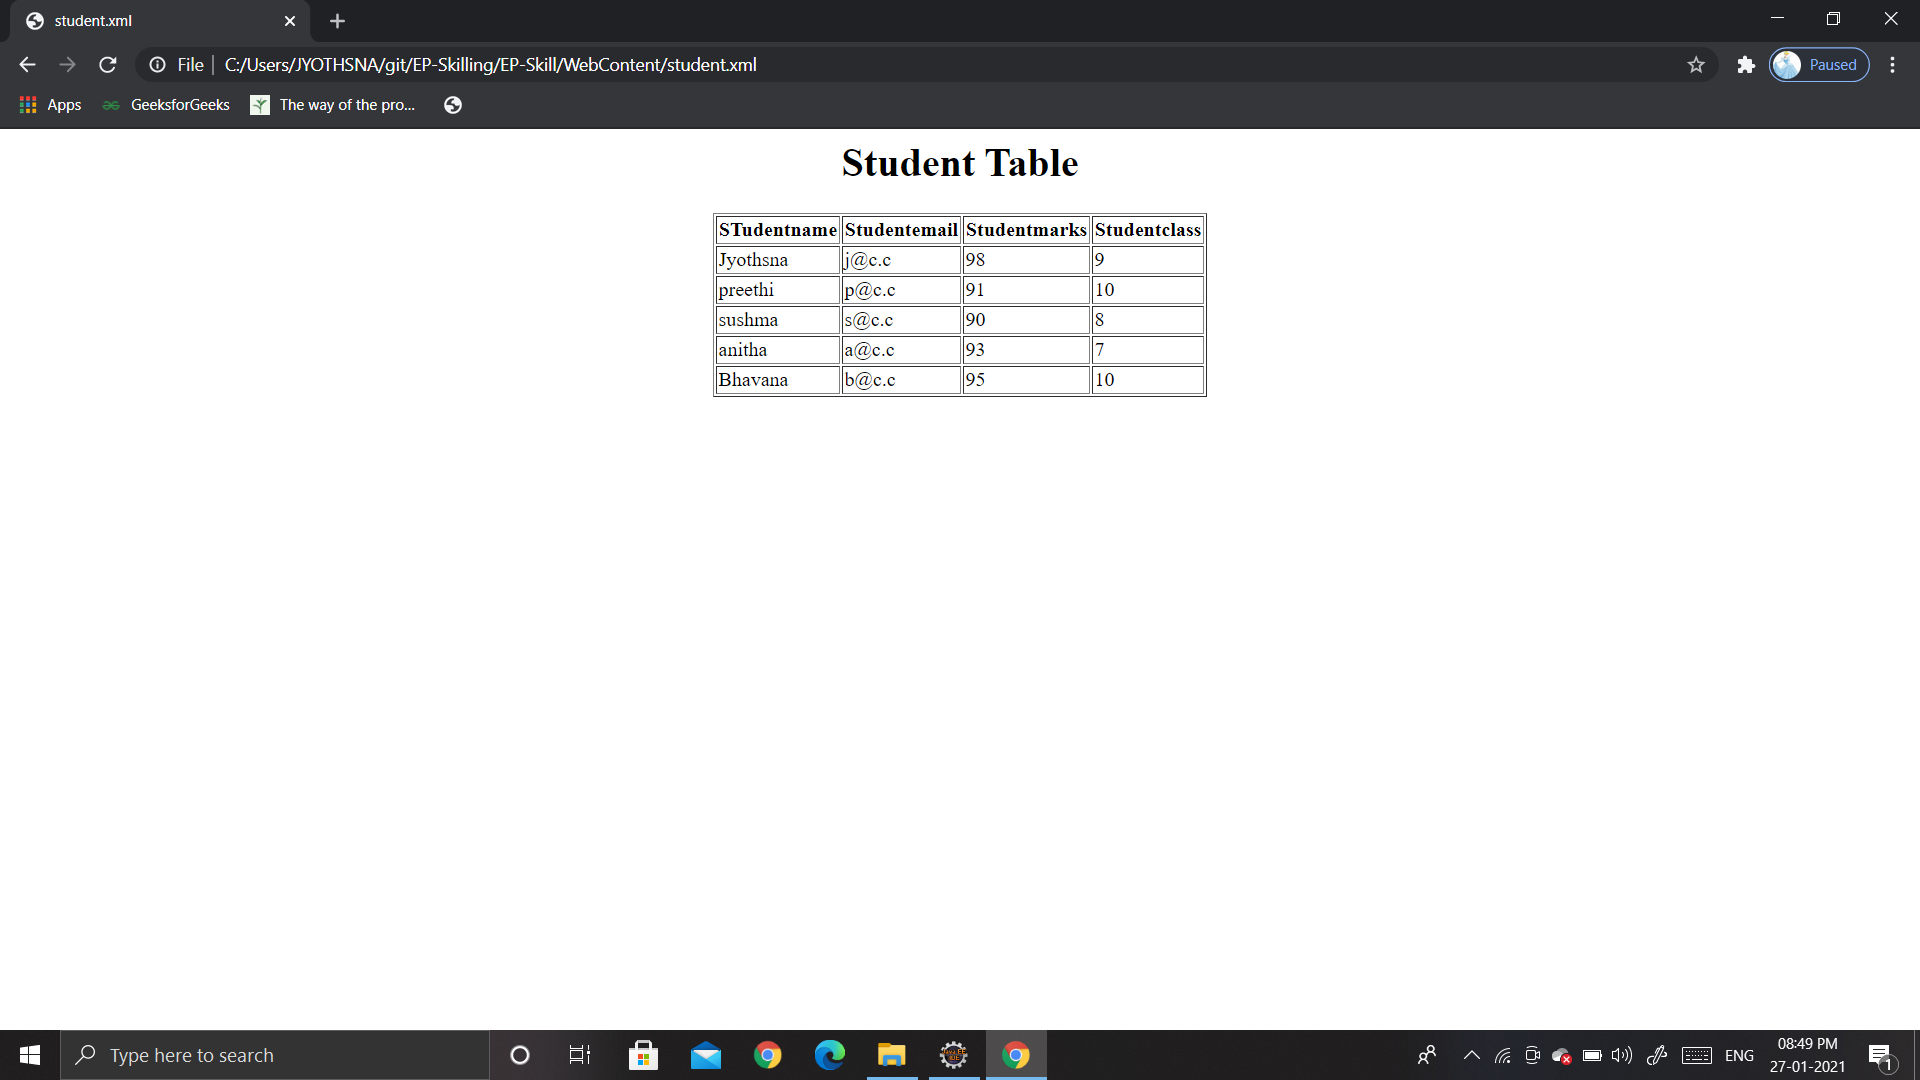 student.xml
File C:/Users/JYOTHSNA/git/EP-Skilling/EP-Skill/WebContent/student.xml Paused
Apps GeeksforGeeks The way of the pro...
Student Table
STudentname Studentemail Studentmarks Studentclass
Jyothsna j@c.c 98 9
preethi p@c.c 91 10
sushma s@c.c 90 8
anitha a@c.c 93 7
Bhavana b@c.c 95 10
Type here to search ENG 08:49 PM
27-01-2021 1